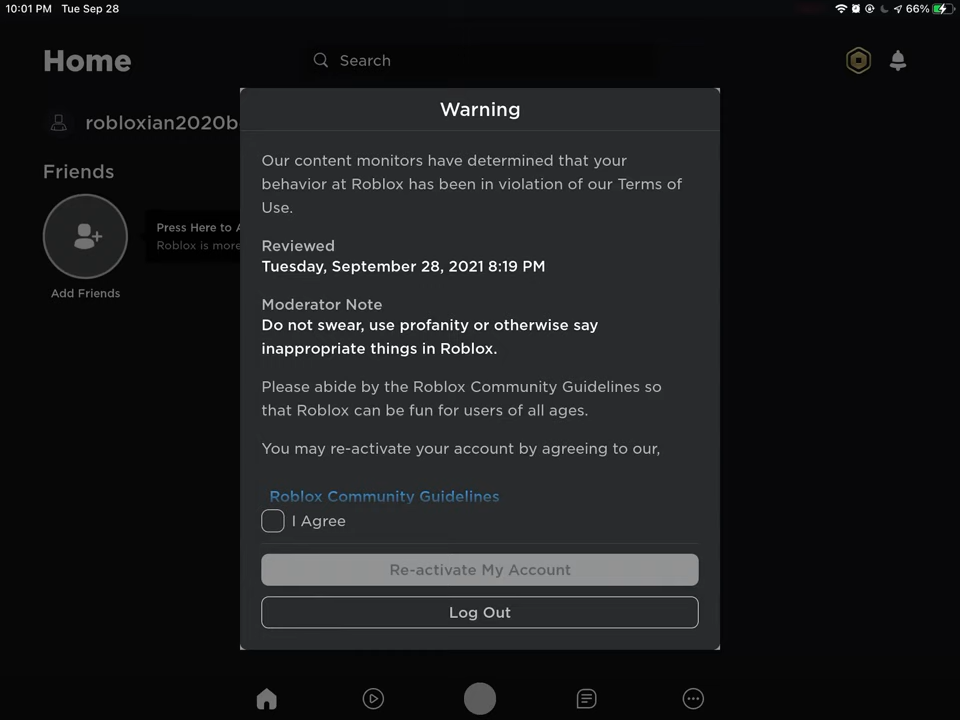 10:01 PM Tue Sep 28
66%
Home
Search
robloxian2020b
Friends
Press Here to A
Roblox is more
Add Friends
Warning
Our content monitors have determined that your
behavior at Roblox has been in violation of our Terms of
Use.
Reviewed
Tuesday, September 28, 2021 8:19 PM
Moderator Note
Do not swear, use profanity or otherwise say
inappropriate things in Roblox.
Please abide by the Roblox Community Guidelines so
that Roblox can be fun for users of all ages.
You may re-activate your account by agreeing to our,
Roblox Community Guidelines
I Agree
Re-activate My Account
Log Out